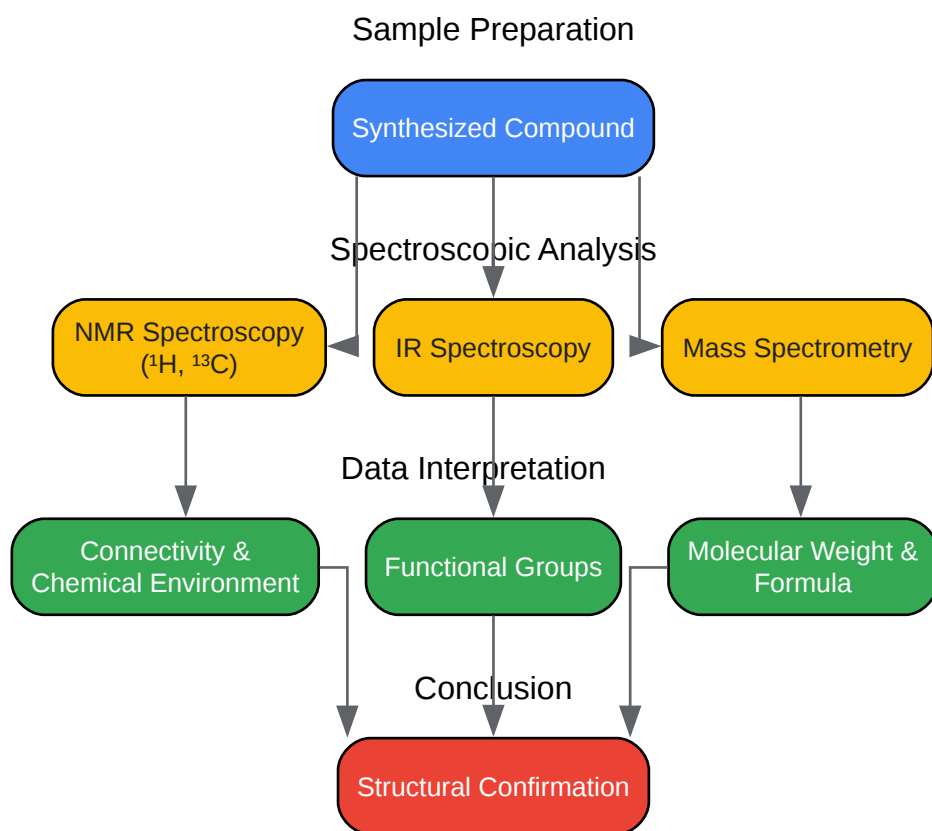 Sample Preparation
Synthesized Compound
Spectroscopic Analysis
NMR Spectroscopy
(¹H, ¹³C)
IR Spectroscopy
Mass Spectrometry
Data Interpretation
Connectivity &
Chemical Environment
Functional Groups
Molecular Weight &
Formula
Conclusion
Structural Confirmation